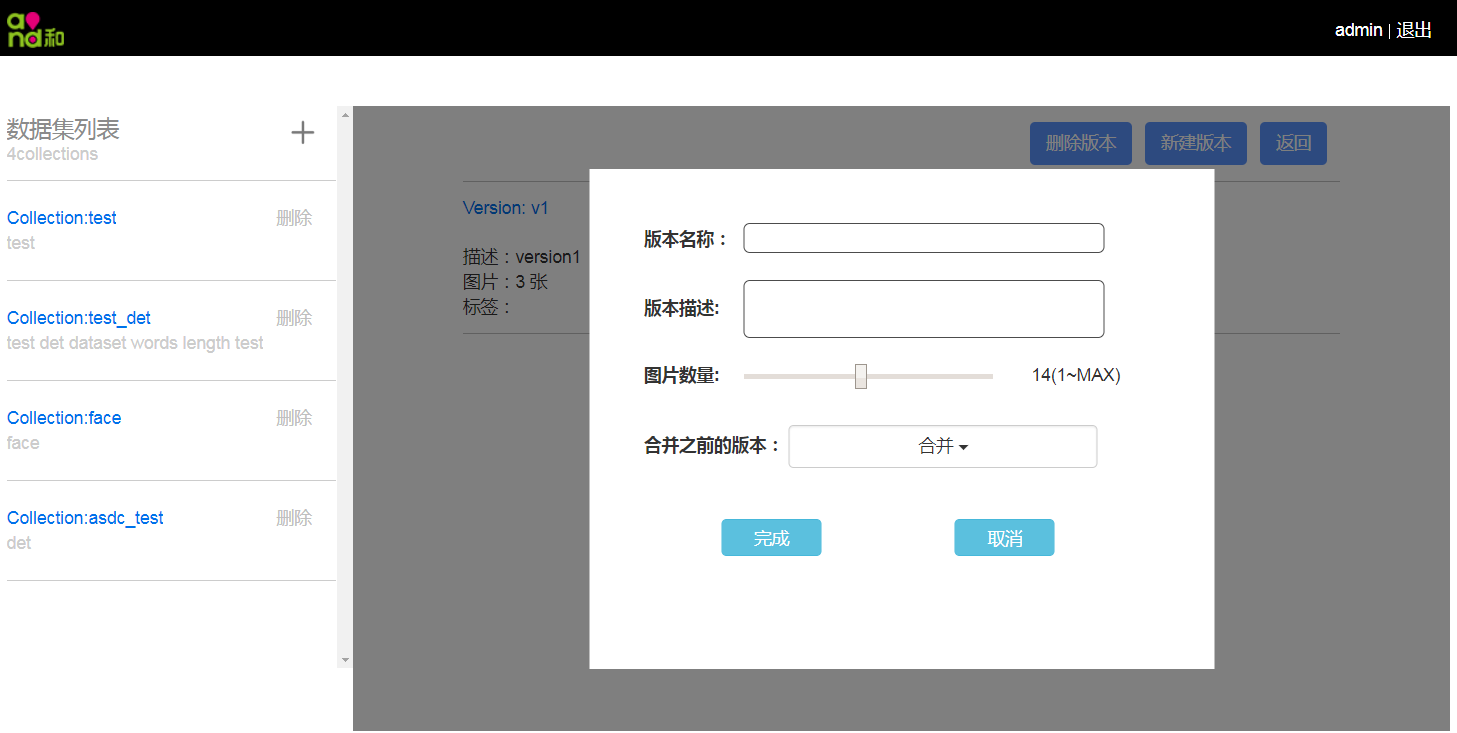 and和
admin | 退出
数据集列表
4collections
Collection:test 删除
test
Collection:test_det 删除
test det dataset words length test
Collection:face 删除
face
Collection:asdc_test 删除
det
删除版本 新建版本 返回
Version: v1
描述：version1
图片：3 张
标签：
版本名称：
版本描述:
图片数量: 14(1~MAX)
合并之前的版本： 合并
完成 取消